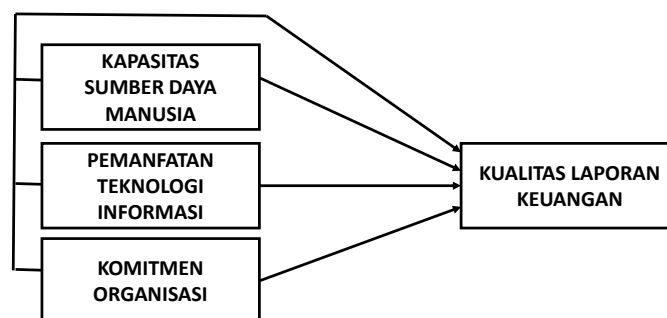 KAPASITAS
SUMBER DAYA
MANUSIA
PEMANFATAN
TEKNOLOGI
INFORMASI
KOMITMEN
ORGANISASI
KUALITAS LAPORAN
KEUANGAN